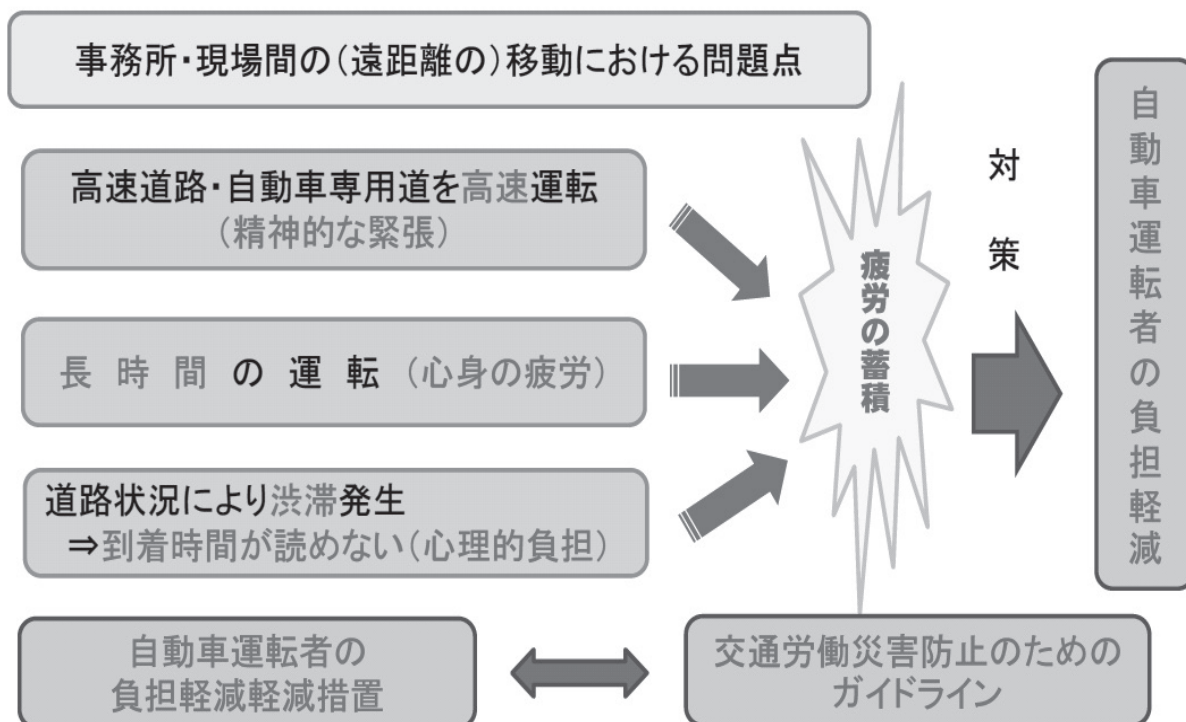 事務所・現場間の(遠距離の)移動における問題点
高速道路・自動車専用道を高速運転
(精神的な緊張)
長時間の運転(心身の疲労)
道路状況により渋滞発生
⇒到着時間が読めない(心理的負担)
疲労の蓄積
対策
自動車運転者の負担軽減
自動車運転者の
負担軽減軽減措置
交通労働災害防止のための
ガイドライン